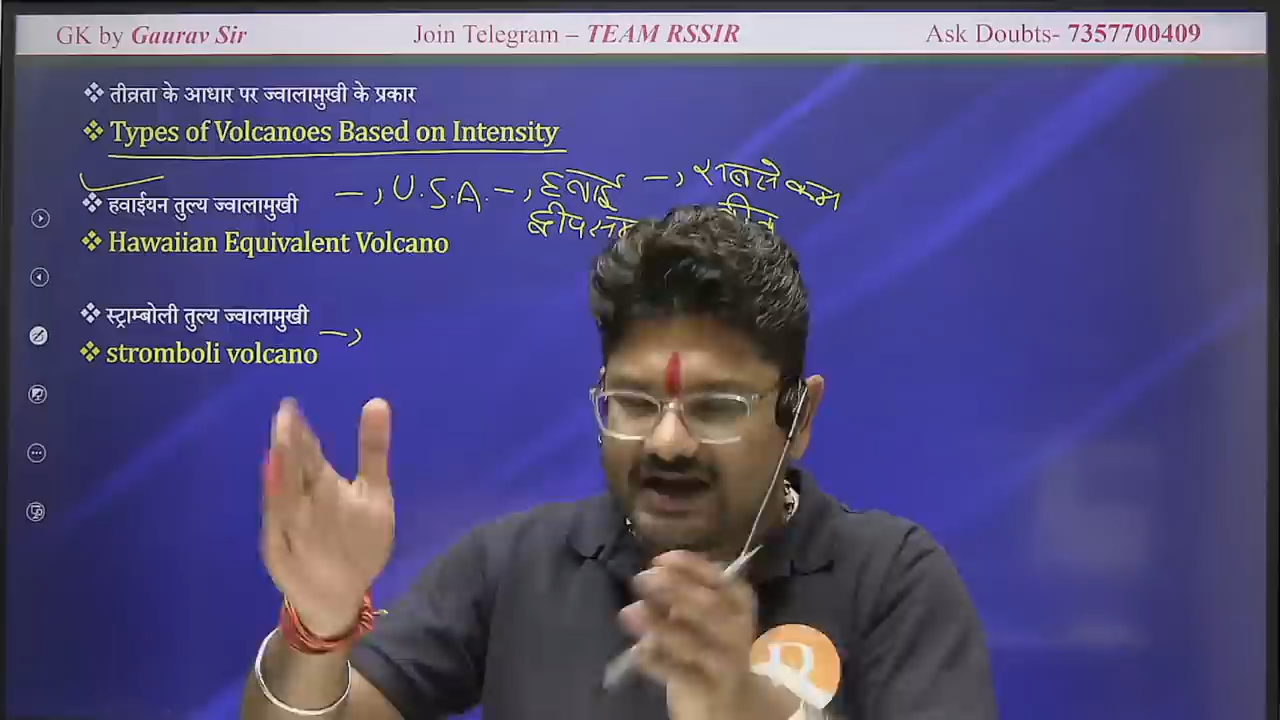 GK by Gaurav Sir Join Telegram – TEAM RSSIR Ask Doubts- 7357700409
❖ तीव्रता के आधार पर ज्वालामुखी के प्रकार
❖ Types of Volcanoes Based on Intensity
❖ हवाईयन तुल्य ज्वालामुखी → U.S.A. → हवाई → सबसे कम
द्वीप
❖ Hawaiian Equivalent Volcano
❖ स्ट्राम्बोली तुल्य ज्वालामुखी →
❖ stromboli volcano